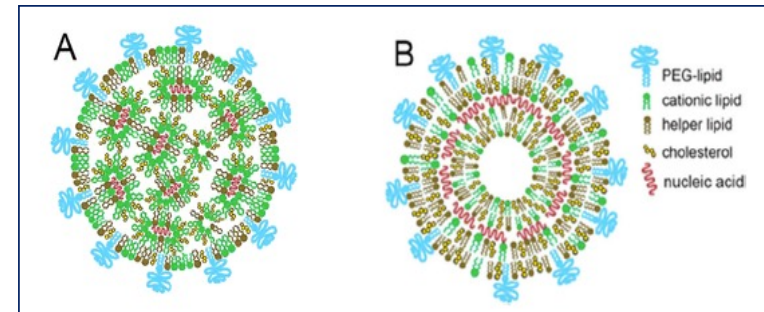 A
B
PEG-lipid
cationic lipid
helper lipid
cholesterol
nucleic acid